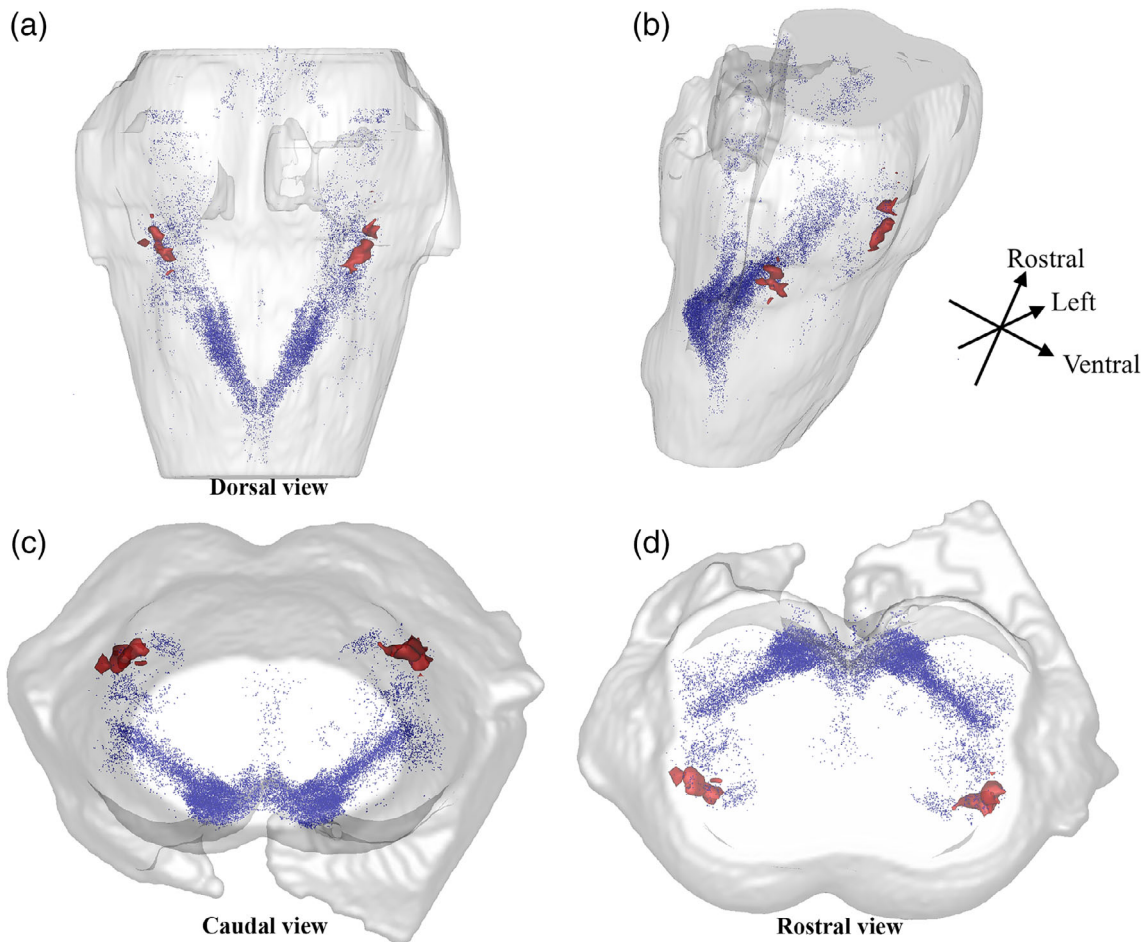 (a)
(b)
Rostral
Left
Ventral
Dorsal view
(c)
(d)
Caudal view
Rostral view